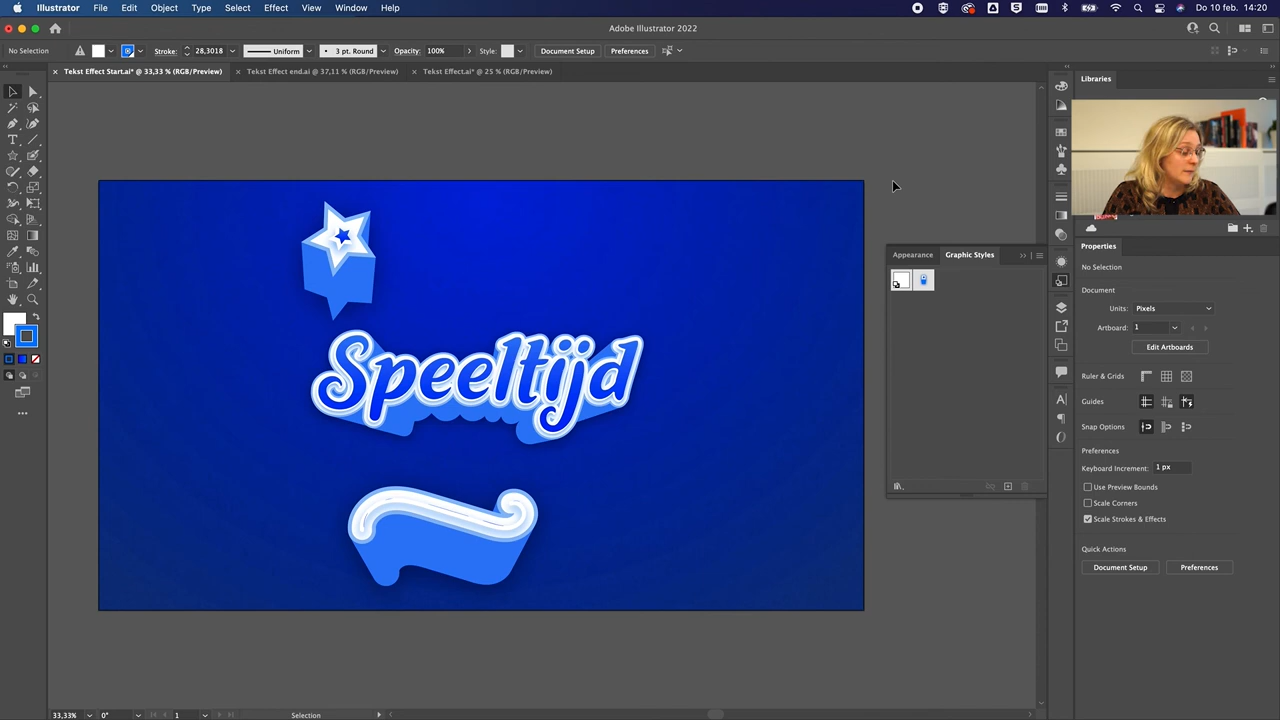 Illustrator File Edit Object Type Select Effect View Window Help
Do 10 feb. 14:20
Adobe Illustrator 2022
No Selection Stroke: 28,3018 Uniform 3 pt. Round Opacity: 100% Style: Document Setup Preferences
Tekst Effect Start.ai* @ 33,33 % (RGB/Preview) Tekst Effect end.ai @ 37,11 % (RGB/Preview) Tekst Effect.ai* @ 25 % (RGB/Preview)
Libraries
Speeltijd
Appearance Graphic Styles
Properties
No Selection
Document
Units: Pixels
Artboard: 1
Edit Artboards
Ruler & Grids
Guides
Snap Options
Preferences
Keyboard Increment: 1 px
Use Preview Bounds
Scale Corners
Scale Strokes & Effects
Quick Actions
Document Setup Preferences
33,33% 0° 1 Selection